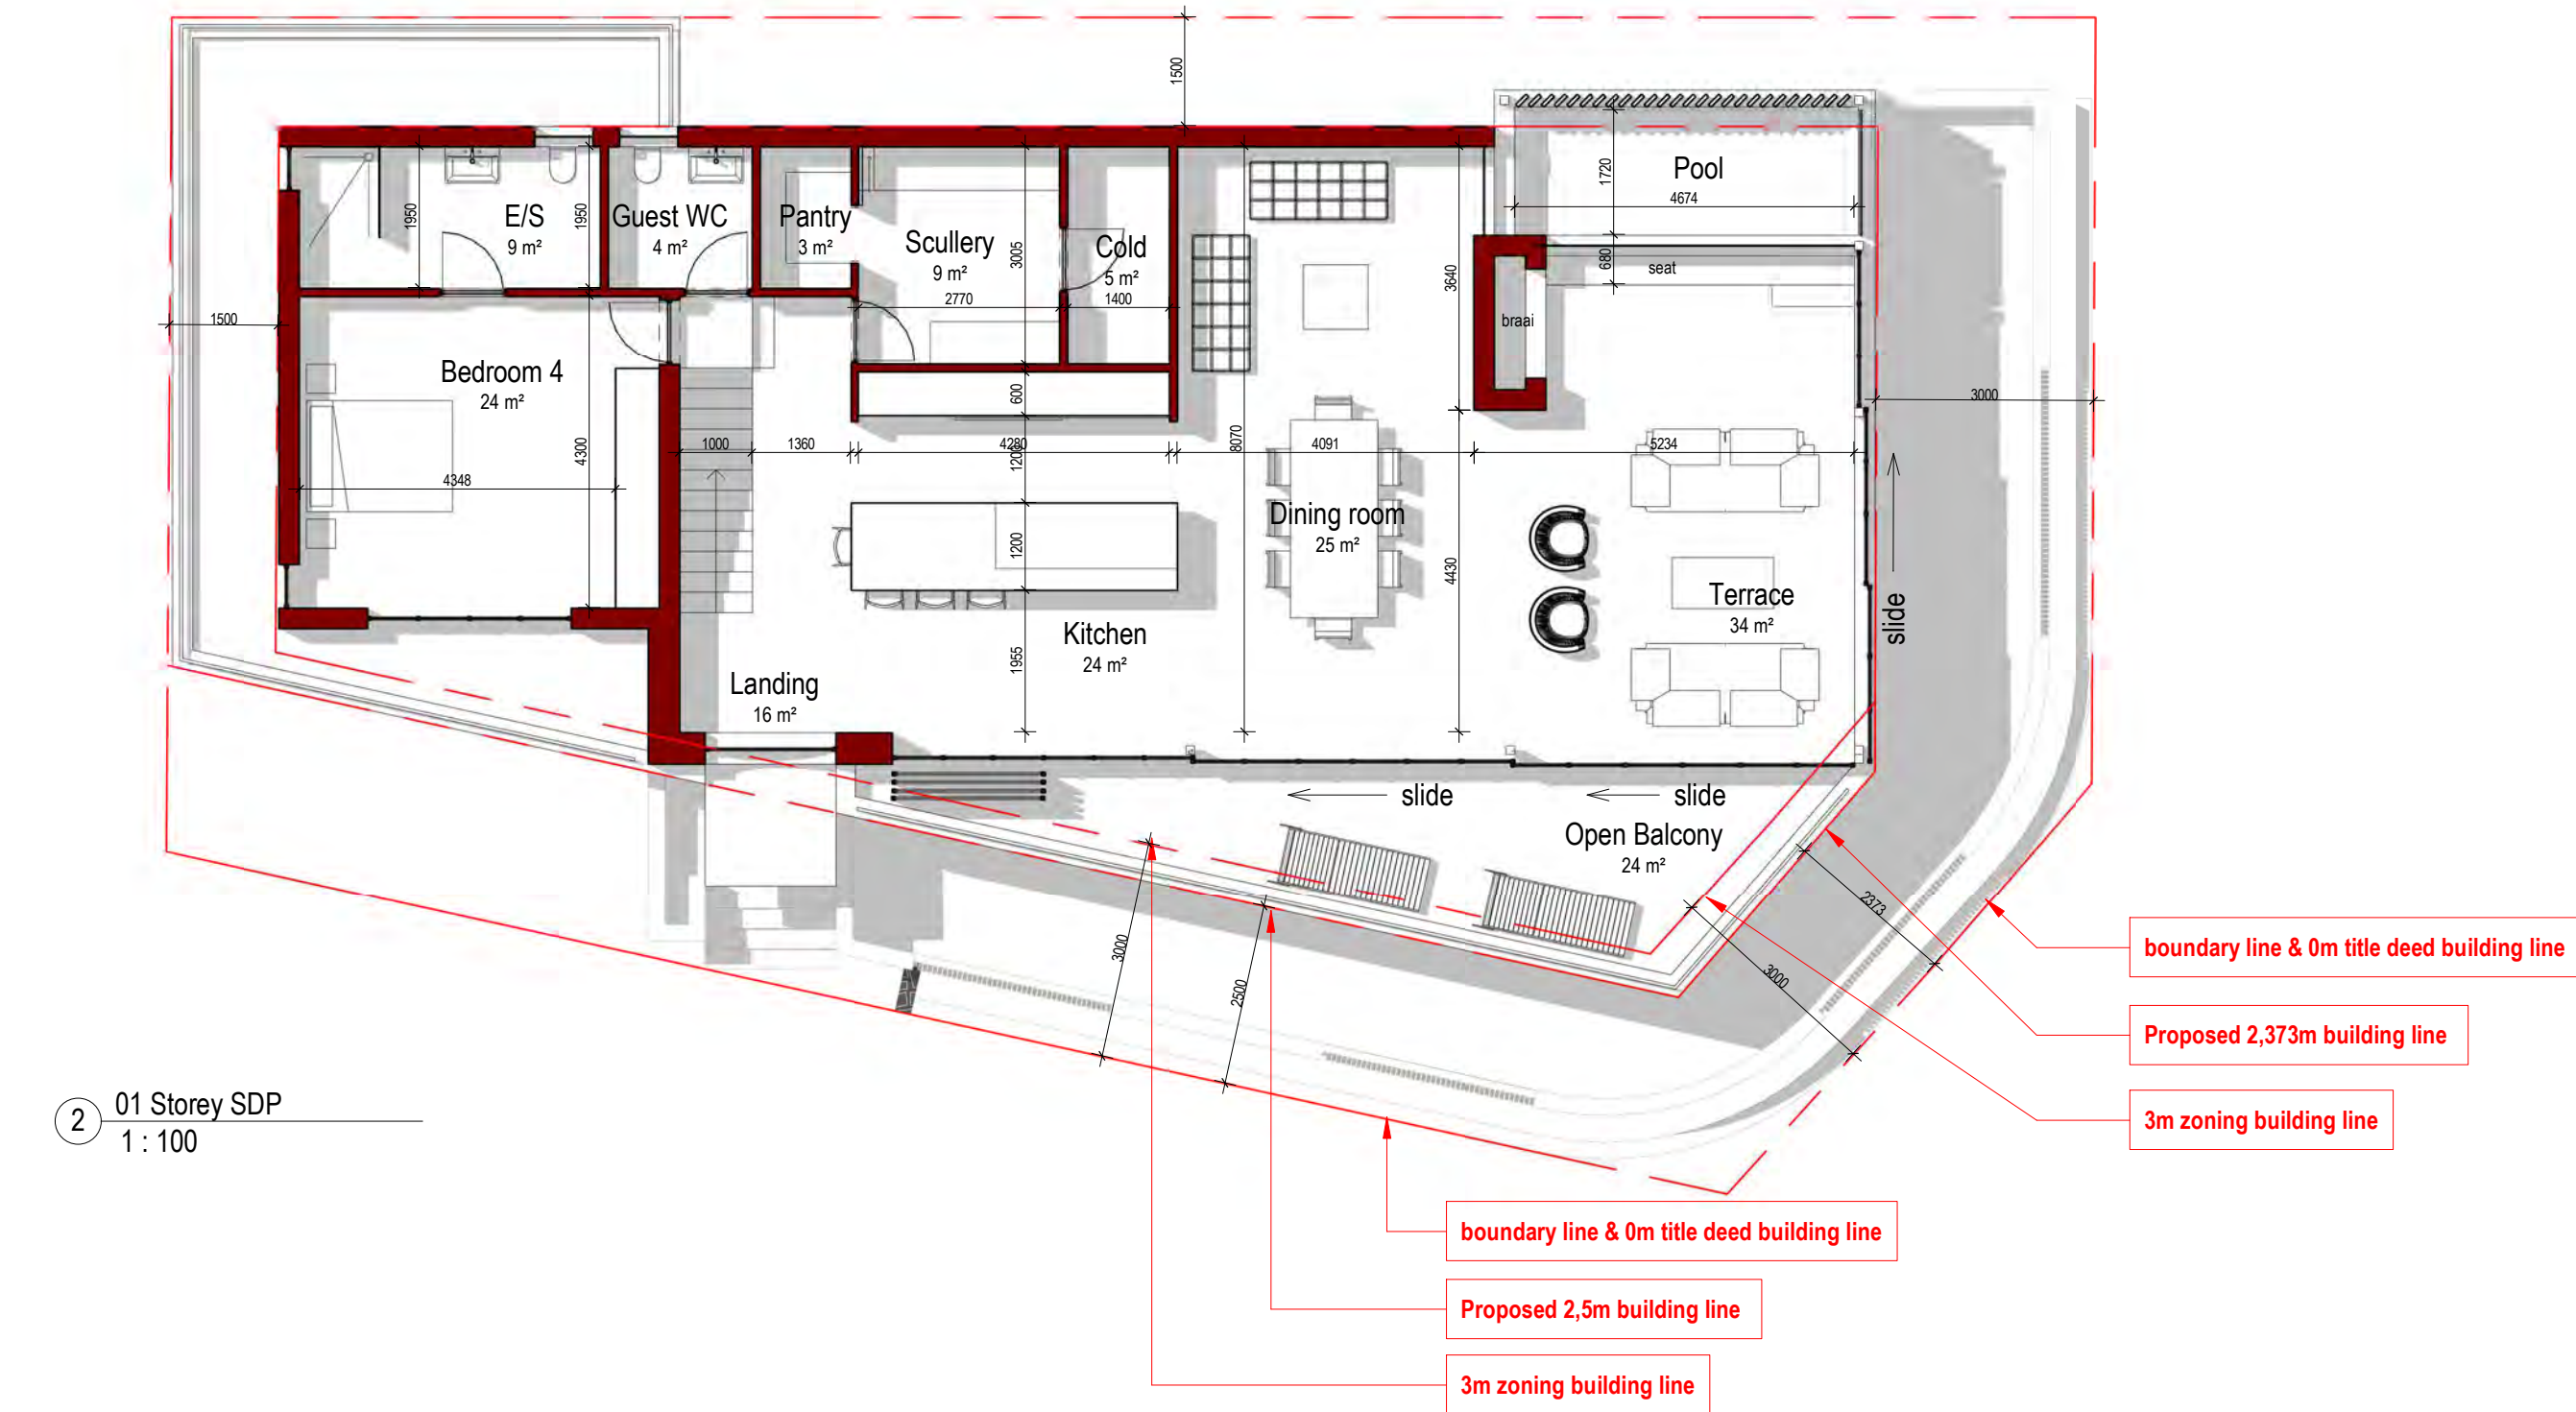 1500
Pool
1720
4674
E/S
9 m²
1950
1950
Guest WC
4 m²
Pantry
3 m²
Scullery
9 m²
3005
2770
Cold
5 m²
1400
3640
680
seat
braai
1500
3000
Bedroom 4
24 m²
4300
4348
600
1000
1360
4280
1200
8070
4091
5234
Dining room
25 m²
1200
4430
Terrace
34 m²
slide
Kitchen
24 m²
1955
Landing
16 m²
slide
slide
Open Balcony
24 m²
2373
3000
3000
2500
boundary line & 0m title deed building line
Proposed 2,373m building line
3m zoning building line
2
01 Storey SDP
1 : 100
boundary line & 0m title deed building line
Proposed 2,5m building line
3m zoning building line